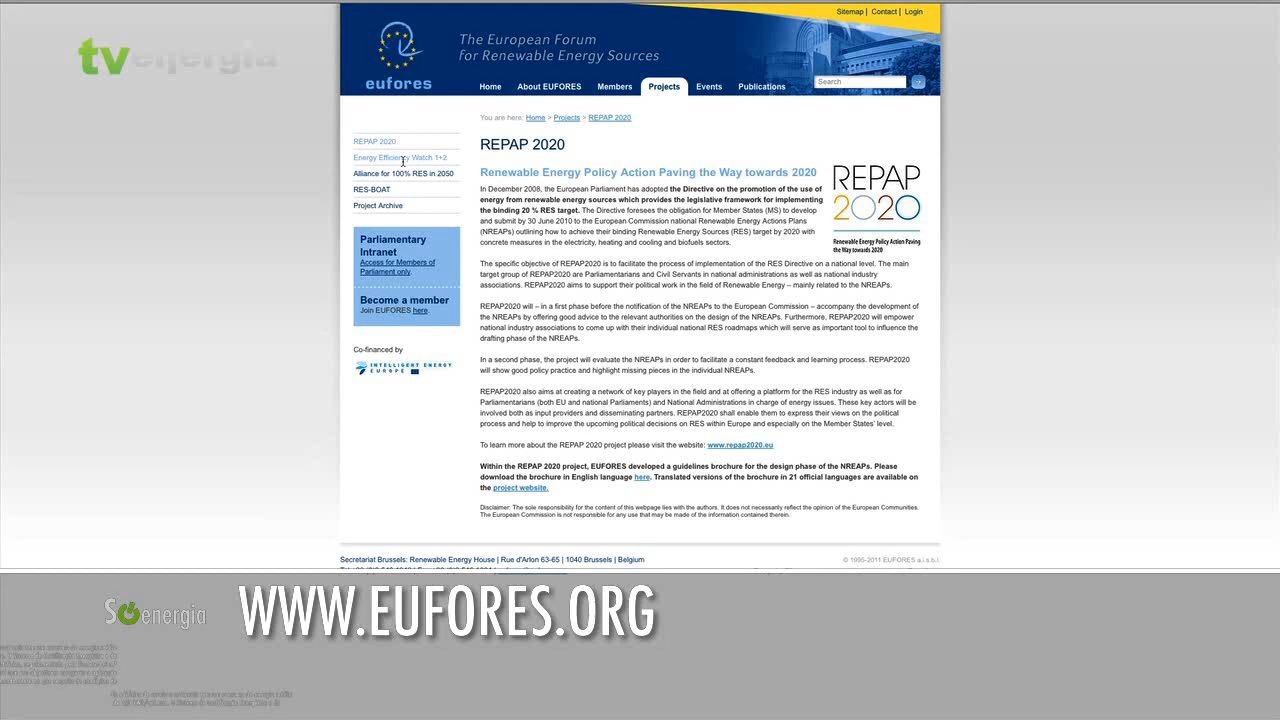 Sitemap | Contact | Login
tvenergia
The European Forum
for Renewable Energy Sources
eufores
Home About EUFORES Members Projects Events Publications
Search
You are here: Home > Projects > REPAP 2020
REPAP 2020
Energy Efficiency Watch 1+2
Alliance for 100% RES in 2050
RES-BOAT
Project Archive
Parliamentary
Intranet
Access for Members of
Parliament only.
Become a member
Join EUFORES here.
Co-financed by
INTELLIGENT ENERGY
EUROPE
REPAP 2020
Renewable Energy Policy Action Paving the Way towards 2020
In December 2008, the European Parliament has adopted the Directive on the promotion of the use of
energy from renewable energy sources which provides the legislative framework for implementing
the binding 20 % RES target. The Directive foresees the obligation for Member States (MS) to develop
and submit by 30 June 2010 to the European Commission national Renewable Energy Actions Plans
(NREAPs) outlining how to achieve their binding Renewable Energy Sources (RES) target by 2020 with
concrete measures in the electricity, heating and cooling and biofuels sectors.
REPAP
2020
Renewable Energy Policy Action Paving
the Way towards 2020
The specific objective of REPAP2020 is to facilitate the process of implementation of the RES Directive on a national level. The main
target group of REPAP2020 are Parliamentarians and Civil Servants in national administrations as well as national industry
associations. REPAP2020 aims to support their political work in the field of Renewable Energy – mainly related to the NREAPs.
REPAP2020 will – in a first phase before the notification of the NREAPs to the European Commission – accompany the development of
the NREAPs by offering good advice to the relevant authorities on the design of the NREAPs. Furthermore, REPAP2020 will empower
national industry associations to come up with their individual national RES roadmaps which will serve as important tool to influence the
drafting phase of the NREAPs.
In a second phase, the project will evaluate the NREAPs in order to facilitate a constant feedback and learning process. REPAP2020
will show good policy practice and highlight missing pieces in the individual NREAPs.
REPAP2020 also aims at creating a network of key players in the field and at offering a platform for the RES industry as well as for
Parlamentarians (both EU and national Parliaments) and National Administrations in charge of energy issues. These key actors will be
involved both as input providers and disseminating partners. REPAP2020 shall enable them to express their views on the political
process and help to improve the upcoming political decisions on RES within Europe and especially on the Member States' level.
To learn more about the REPAP 2020 project please visit the website: www.repap2020.eu
Within the REPAP 2020 project, EUFORES developed a guidelines brochure for the design phase of the NREAPs. Please
download the brochure in English language here. Translated versions of the brochure in 21 official languages are available on
the project website.
Disclaimer: The sole responsibility for the content of this webpage lies with the authors. It does not necessarily reflect the opinion of the European Communities.
The European Commission is not responsible for any use that may be made of the information contained therein.
Secretariat Brussels: Renewable Energy House | Rue d'Arlon 63-65 | 1040 Brussels | Belgium
© 1995-2011 EUFORES a.i.s.b.l.
Soenergia
WWW.EUFORES.ORG